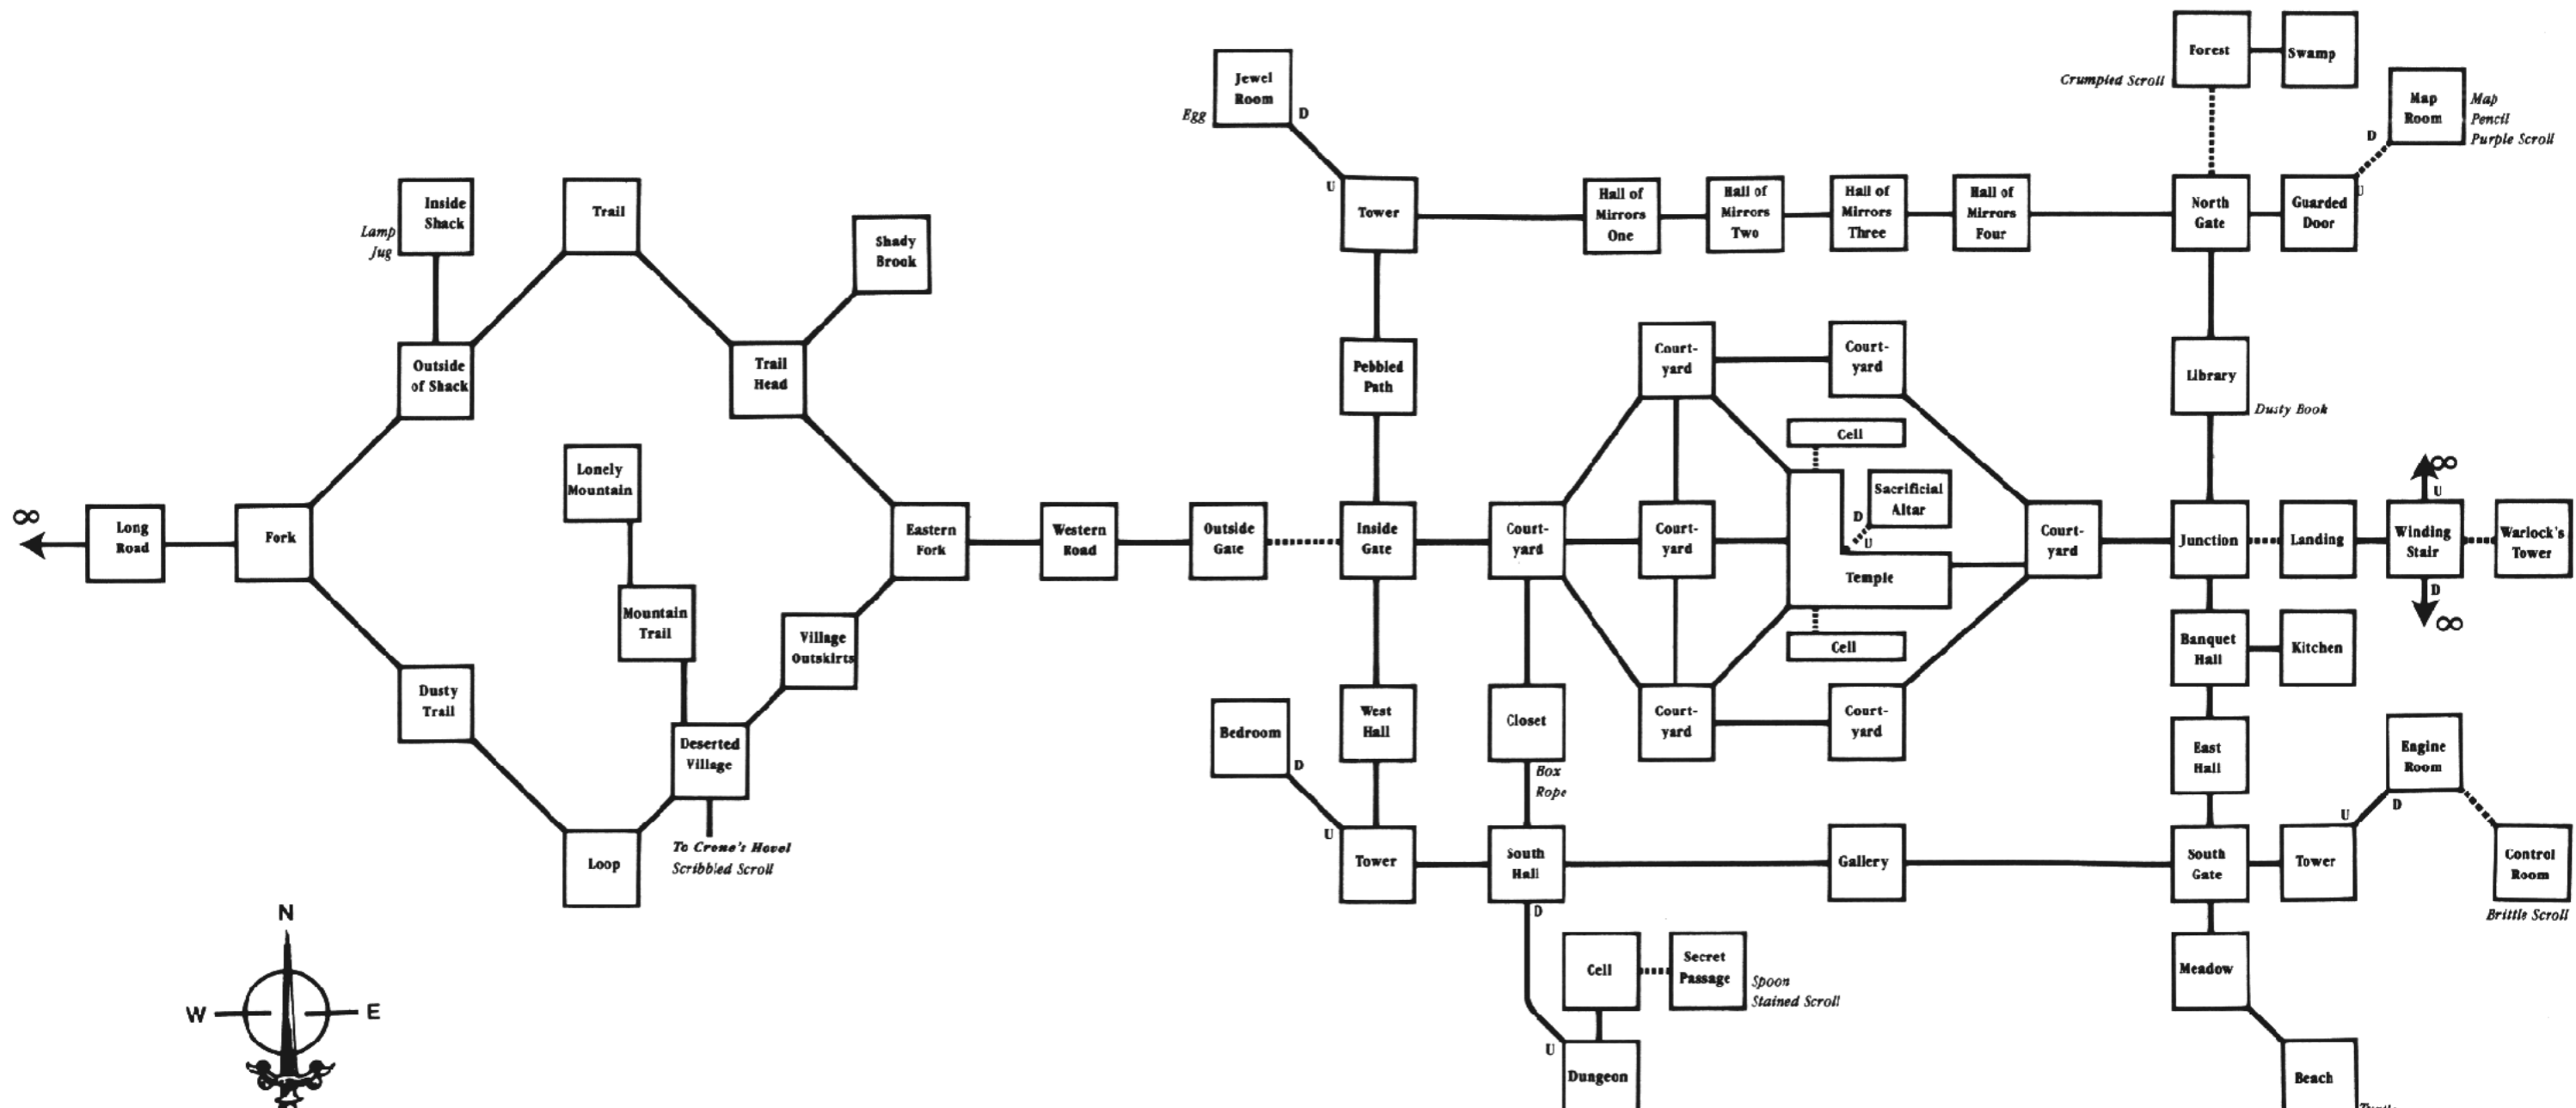 Forest
Swamp
Crumpled Scroll
Map
Room
Map
Pencil
Purple Scroll
D
U
Jewel
Room
Egg
D
U
Tower
Hall of
Mirrors
One
Hall of
Mirrors
Two
Hall of
Mirrors
Three
Hall of
Mirrors
Four
North
Gate
Guarded
Door
Inside
Shack
Lamp
Jug
Trail
Shady
Brook
Outside
of Shack
Trail
Head
Pebbled
Path
Court-
yard
Court-
yard
Library
Dusty Book
Cell
Sacrificial
Altar
D
U
Lonely
Mountain
∞
Long
Road
Fork
Eastern
Fork
Western
Road
Outside
Gate
Inside
Gate
Court-
yard
Court-
yard
Temple
Court-
yard
Junction
Landing
∞
U
Winding
Stair
D
∞
Warlock's
Tower
Mountain
Trail
Village
Outskirts
Cell
Banquet
Hall
Kitchen
Dusty
Trail
Deserted
Village
Bedroom
D
U
West
Hall
Closet
Box
Rope
Court-
yard
Court-
yard
East
Hall
Engine
Room
D
U
Loop
To Crone's Hovel
Scribbled Scroll
Tower
South
Hall
D
Gallery
South
Gate
Tower
Control
Room
Brittle Scroll
N
W
E
Cell
Secret
Passage
Spoon
Stained Scroll
U
Dungeon
Meadow
Beach